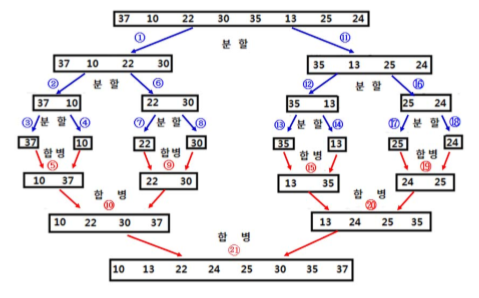 37 10 22 30 35 13 25 24
① 분 할 ⑪
37 10 22 30 35 13 25 24
② 분 할 ⑥ ⑫ 분 할 ⑯
37 10 22 30 35 13 25 24
③ 분 할 ④ ⑦ 분 할 ⑧ ⑬ 분 할 ⑭ ⑰ 분 할 ⑱
37 10 22 30 35 13 25 24
합병 합병 합병 합병
⑤ ⑨ ⑮ ⑲
10 37 22 30 13 35 24 25
합 병 합 병
⑩ ⑳
10 22 30 37 13 24 25 35
합 병
㉑
10 13 22 24 25 30 35 37